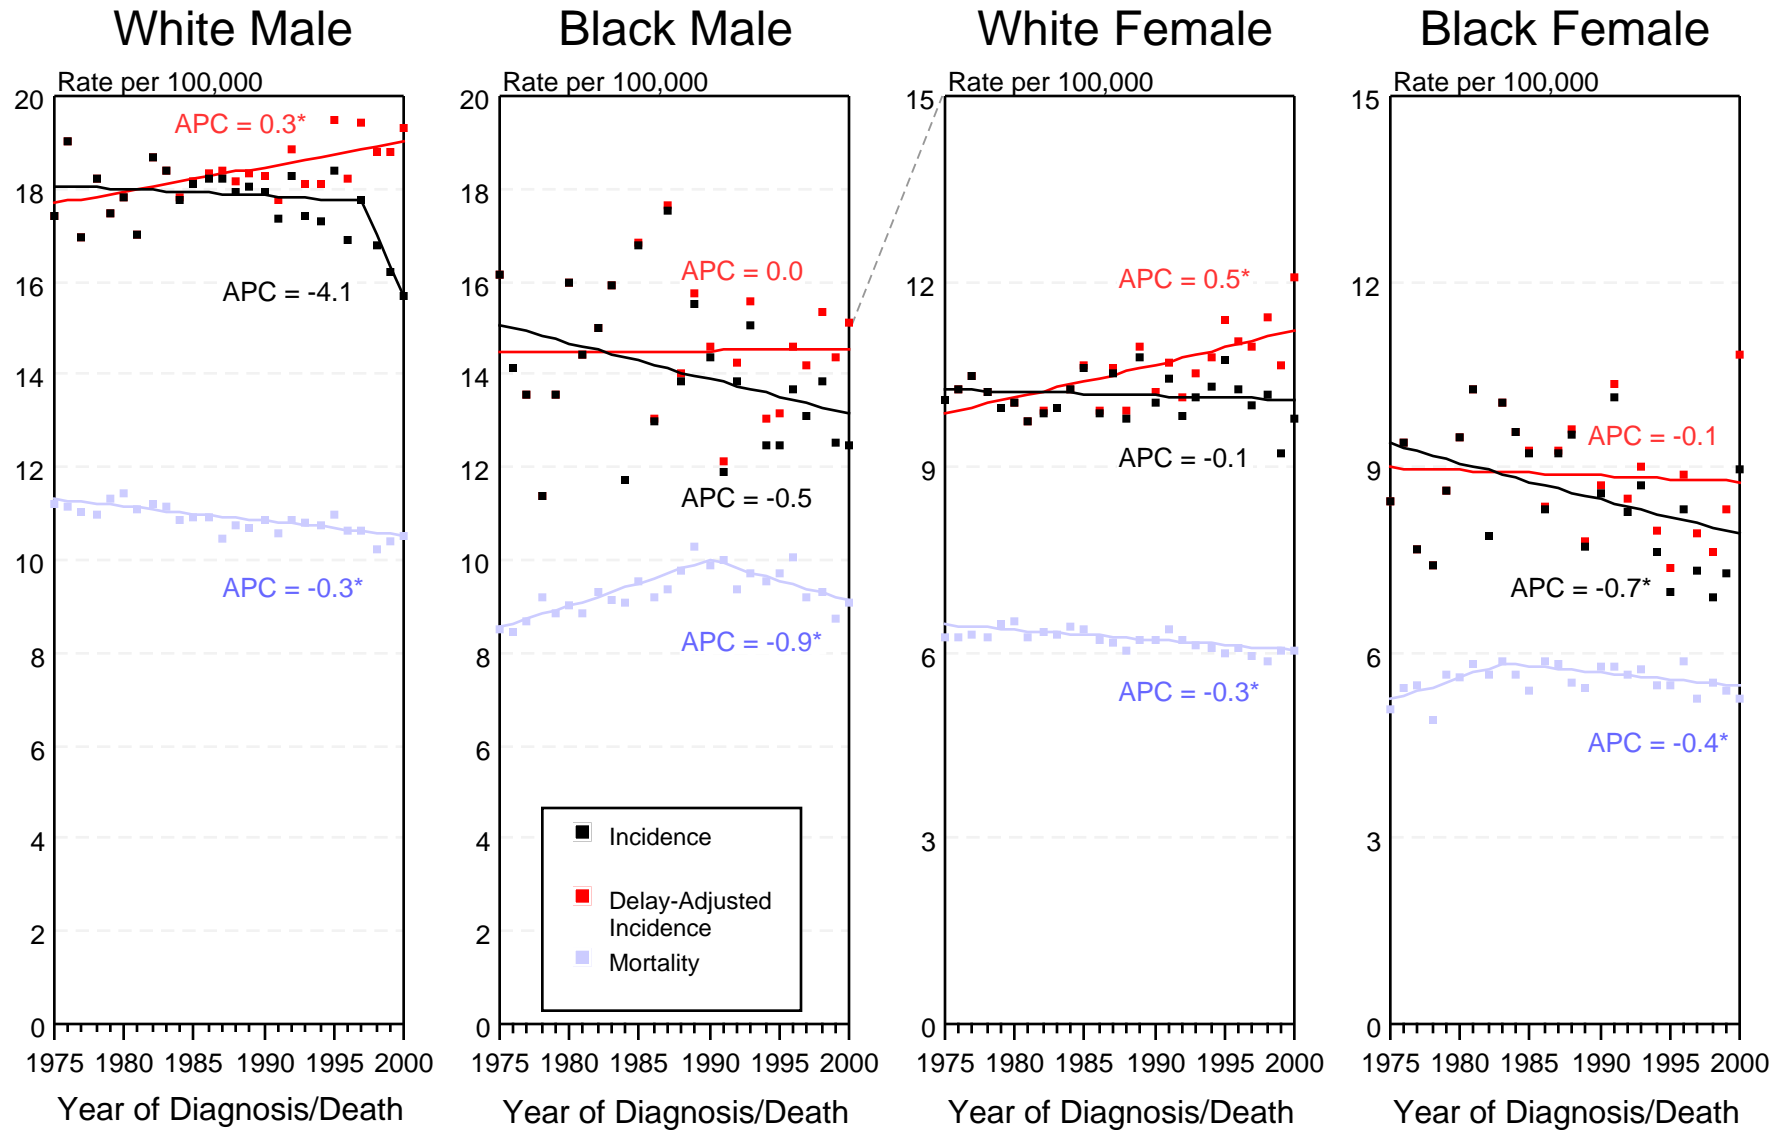 White Male
Black Male
White Female
Black Female
Rate per 100,000
Rate per 100,000
Rate per 100,000
Rate per 100,000
20
18
16
14
12
10
8
6
4
2
0
APC = 0.3*
APC = -4.1
APC = -0.3*
1975 1980 1985 1990 1995 2000
Year of Diagnosis/Death
20
18
16
14
12
10
8
6
4
2
0
APC = 0.0
APC = -0.5
APC = -0.9*
Incidence
Delay-Adjusted
Incidence
Mortality
1975 1980 1985 1990 1995 2000
Year of Diagnosis/Death
15
12
9
6
3
0
APC = 0.5*
APC = -0.1
APC = -0.3*
1975 1980 1985 1990 1995 2000
Year of Diagnosis/Death
15
12
9
6
3
0
APC = -0.1
APC = -0.7*
APC = -0.4*
1975 1980 1985 1990 1995 2000
Year of Diagnosis/Death